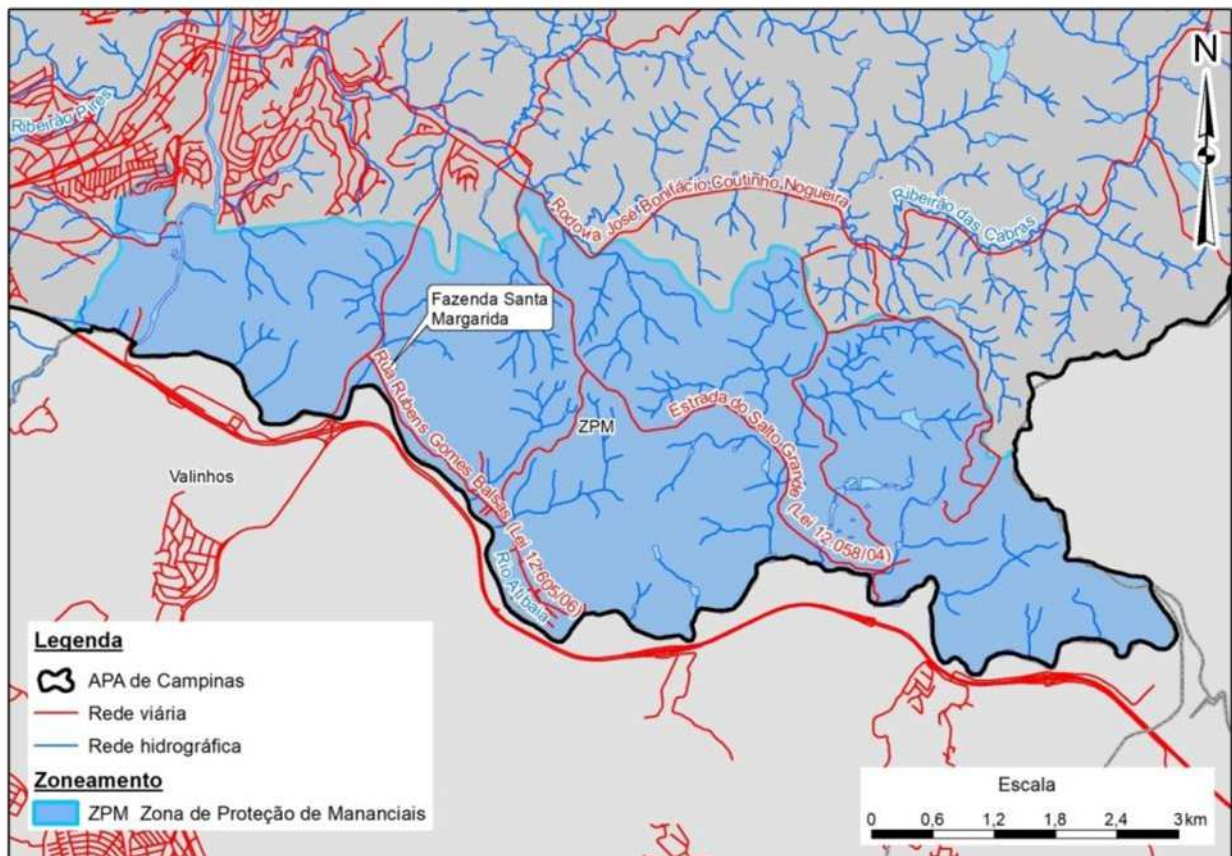 N
Ribeirão Pires
Rodovia José Bonifácio Coutinho Nogueira
Ribeirão das Cabras
Fazenda Santa
Margarida
Rua Rubens Gomes Balsas (Lei 12.605/06)
ZPM
Estrada do Salto Grande (Lei 12.058/04)
Valinhos
Rio Atibaia
Legenda
APA de Campinas
Rede viária
Rede hidrográfica
Zoneamento
ZPM Zona de Proteção de Mananciais
Escala
0 0,6 1,2 1,8 2,4 3 km